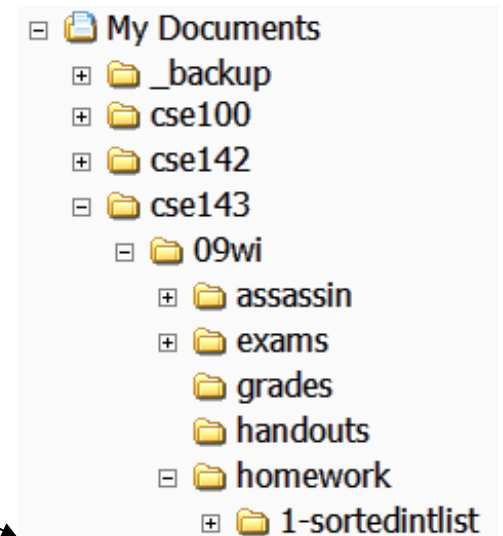 My Documents
_backup
cse100
cse142
cse143
09wi
assassin
exams
grades
handouts
homework
1-sortedintlist